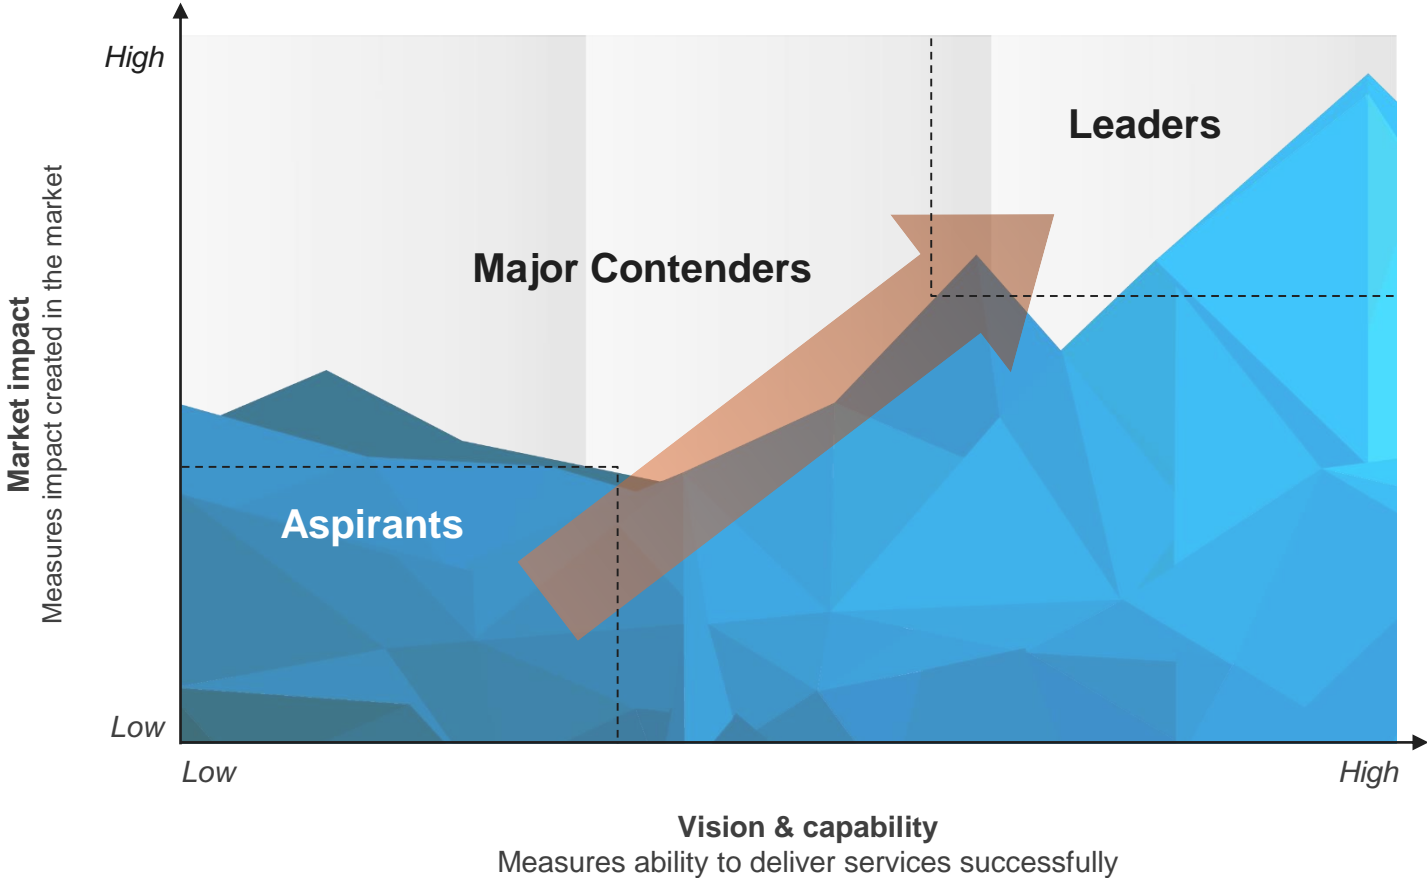 High
Leaders
Major Contenders
Market impact
Measures impact created in the market
Aspirants
Low
Low
High
Vision & capability
Measures ability to deliver services successfully